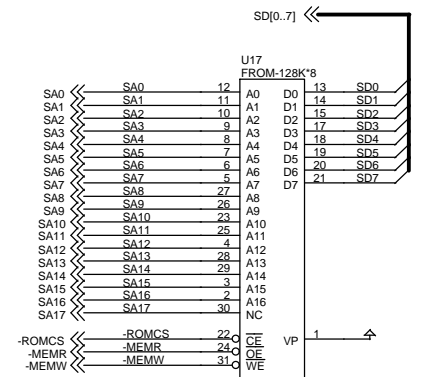 SD[0..7]
U17
FROM-128K*8
SA0 SA0 12 A0 D0 13 SD0
SA1 SA1 11 A1 D1 14 SD1
SA2 SA2 10 A2 D2 15 SD2
SA3 SA3 9 A3 D3 17 SD3
SA4 SA4 8 A4 D4 18 SD4
SA5 SA5 7 A5 D5 19 SD5
SA6 SA6 6 A6 D6 20 SD6
SA7 SA7 5 A7 D7 21 SD7
SA8 SA8 27 A8
SA9 SA9 26 A9
SA10 SA10 23 A10
SA11 SA11 25 A11
SA12 SA12 4 A12
SA13 SA13 28 A13
SA14 SA14 29 A14
SA15 SA15 3 A15
SA16 SA16 2 A16
SA17 SA17 30 NC
-ROMCS -ROMCS 22 CE VP 1
-MEMR -MEMR 24 OE
-MEMW -MEMW 31 WE